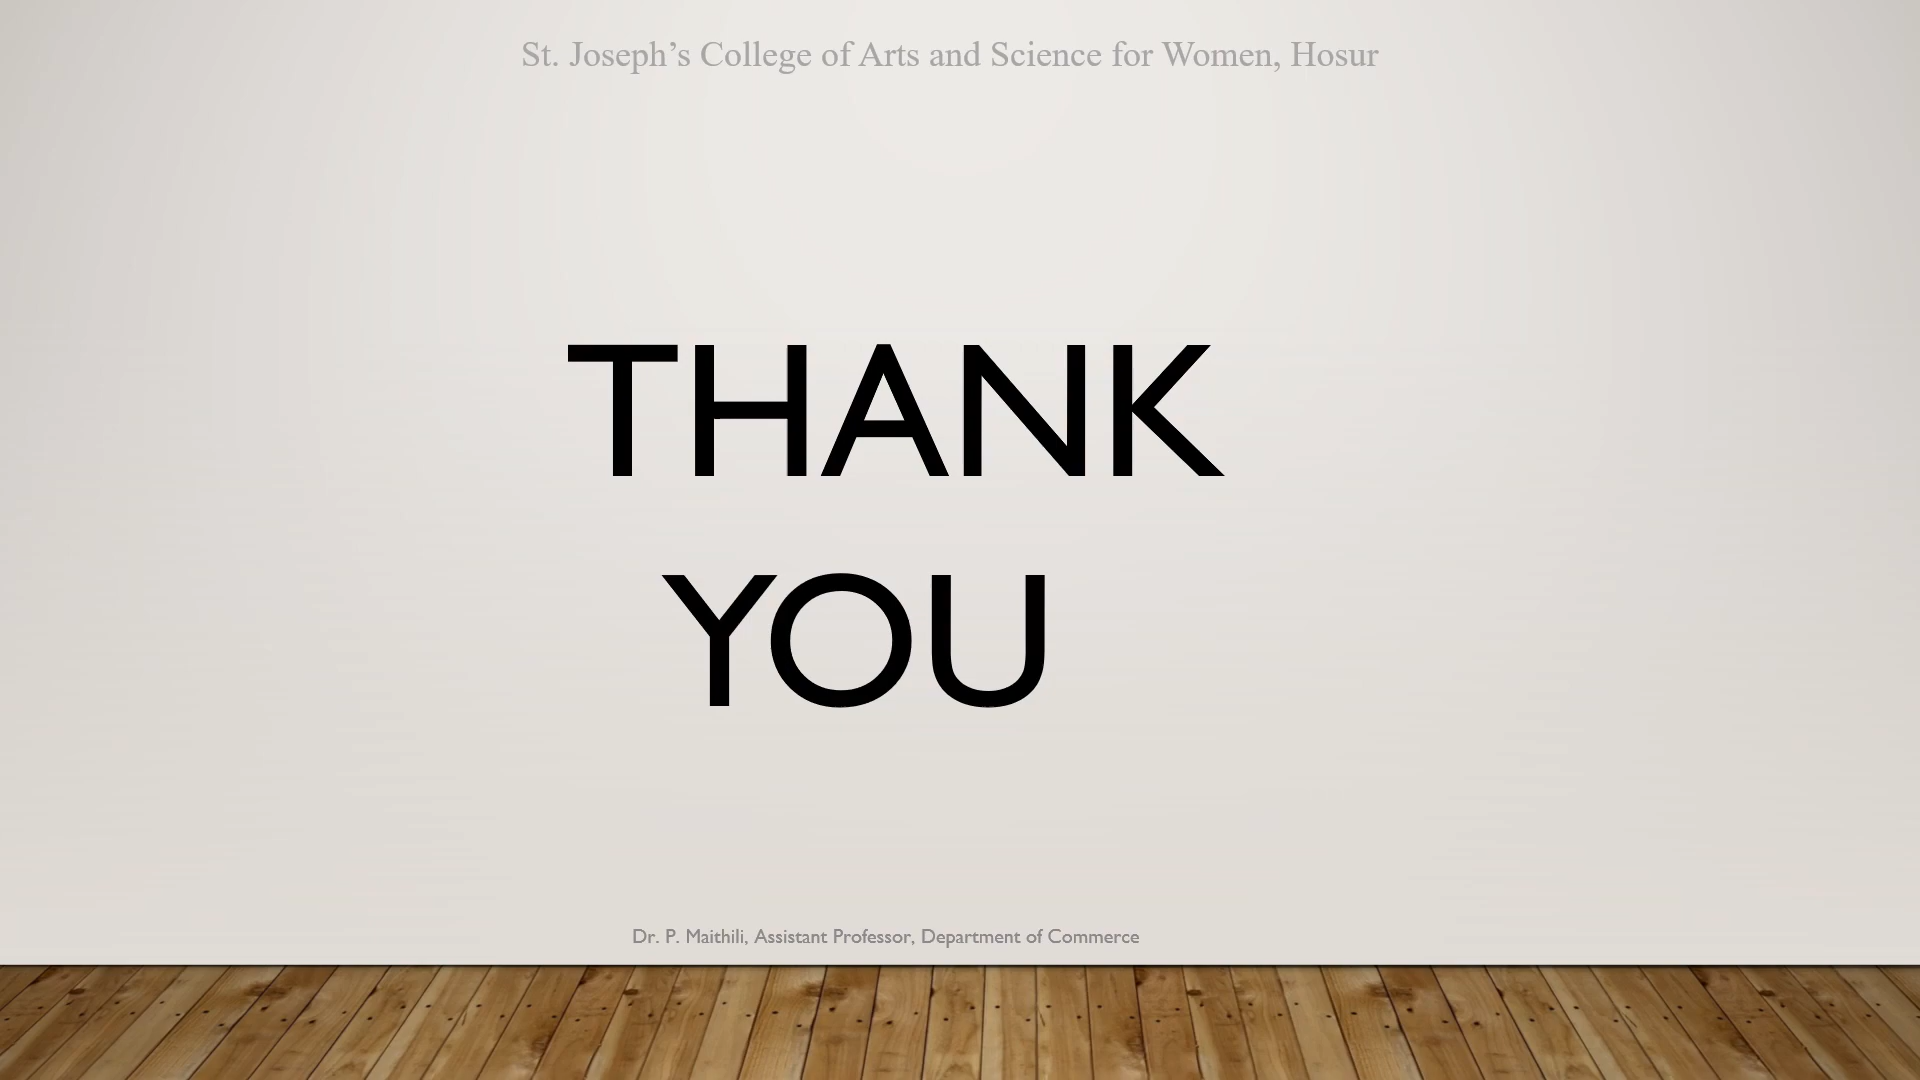 St. Joseph’s College of Arts and Science for Women, Hosur
THANK
YOU
Dr. P. Maithili, Assistant Professor, Department of Commerce